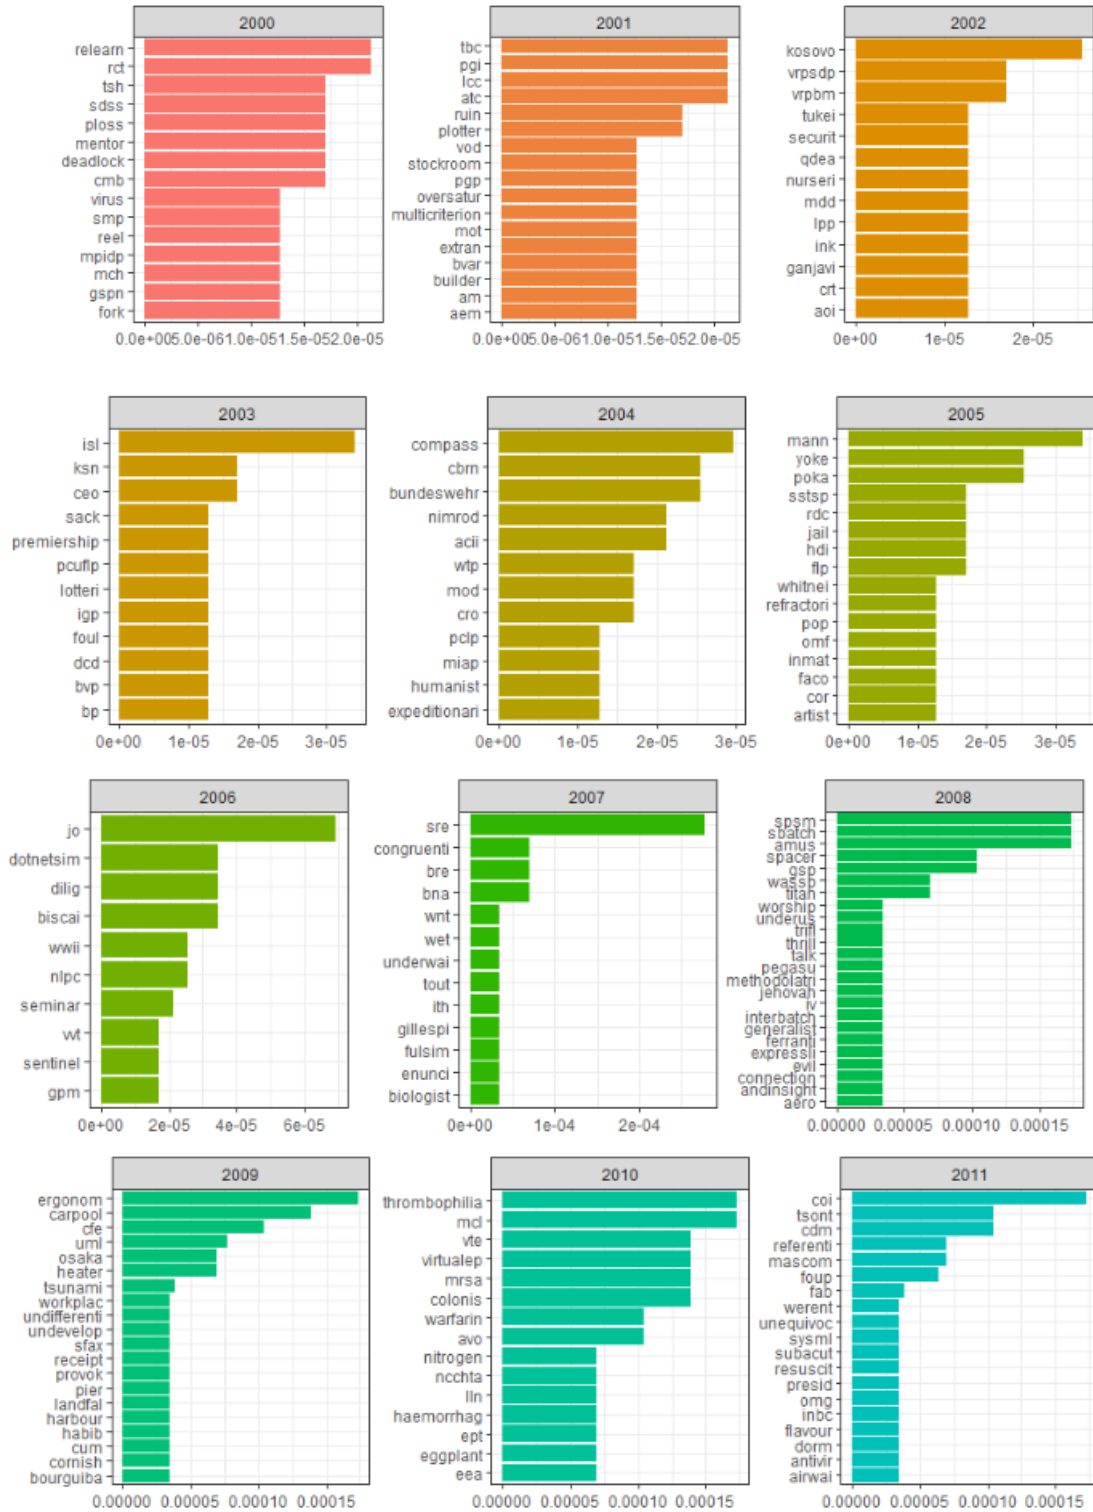 2000
relearn
rct
tsh
sdss
ploss
mentor
deadlock
cmb
virus
smp
reel
mpidp
mch
gspn
fork
0.0e+00 5.0e-06 1.0e-05 1.5e-05 2.0e-05
2001
tbc
pgi
lcc
atc
ruin
plotter
vod
stockroom
pgp
oversatur
multicriterion
mot
extran
bvar
builder
am
aem
0.0e+00 5.0e-06 1.0e-05 1.5e-05 2.0e-05
2002
kosovo
vrpsdp
vrpbm
tukei
securit
qdea
nurseri
mdd
lpp
ink
ganjavi
crt
aoi
0e+00 1e-05 2e-05
2003
isl
ksn
ceo
sack
premiership
pcuflp
lotteri
igp
foul
dcd
bvp
bp
0e+00 1e-05 2e-05 3e-05
2004
compass
cbrn
bundeswehr
nimrod
acii
wtp
mod
cro
pclp
miap
humanist
expeditionari
0e+00 1e-05 2e-05 3e-05
2005
mann
yoke
poka
sstsp
rdc
jail
hdi
flp
whitnei
refractori
pop
omf
inmat
faco
cor
artist
0e+00 1e-05 2e-05 3e-05
2006
jo
dotnetsim
dilig
biscai
wwii
nlpc
seminar
vvt
sentinel
gpm
0e+00 2e-05 4e-05 6e-05
2007
sre
congruenti
bre
bna
wnt
wet
underwai
tout
ith
gillespi
fulsim
enunci
biologist
0e+00 1e-04 2e-04
2008
spsm
sbatch
amus
spacer
gsp
wassp
titan
worship
underus
trifl
thrill
talk
pegasu
methodolatri
jehovah
iv
interbatch
generalist
ferranti
expressli
evil
connection
andinsight
aero
0.00000 0.00005 0.00010 0.00015
2009
ergonom
carpool
cfe
uml
osaka
heater
tsunami
workplac
undifferenti
undevelop
sfax
receipt
provok
pier
landfal
harbour
habib
cum
cornish
bourguiba
0.00000 0.00005 0.00010 0.00015
2010
thrombophilia
mcl
vte
virtualep
mrsa
colonis
warfarin
avo
nitrogen
ncchta
lln
haemorrhag
ept
eggplant
eea
0.00000 0.00005 0.00010 0.00015
2011
coi
tsont
cdm
referenti
mascom
foup
fab
werent
unequivoc
sysml
subacut
resuscit
presid
omg
inbc
flavour
dorm
antivir
airwai
0.00000 0.00005 0.00010 0.00015